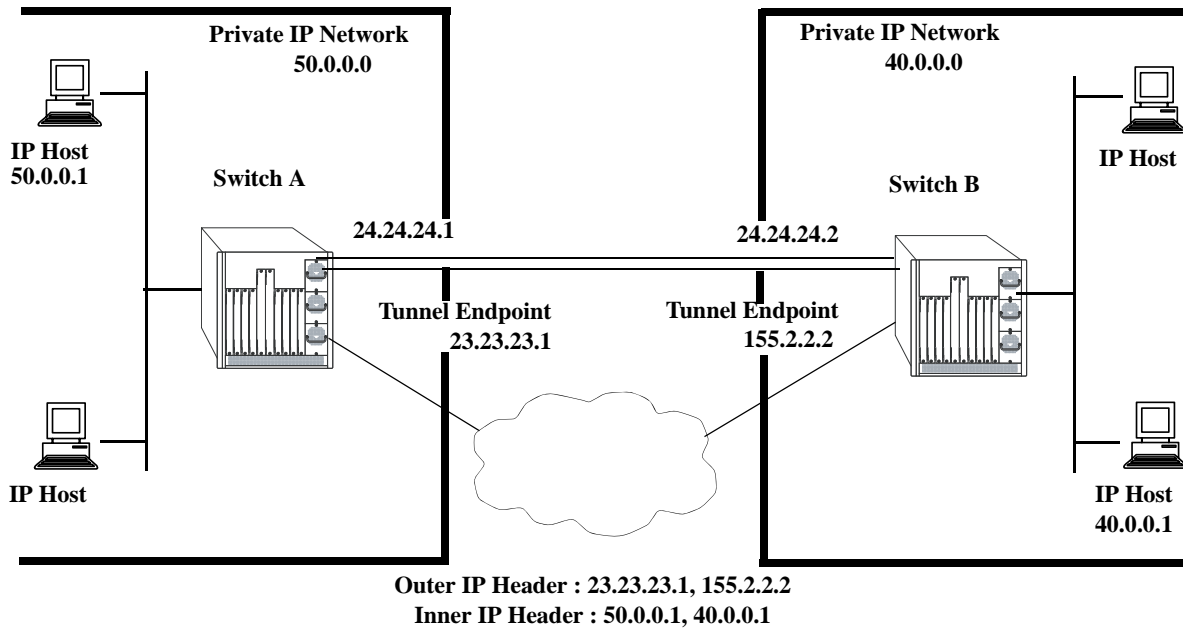 Private IP Network
50.0.0.0
Private IP Network
40.0.0.0
IP Host
50.0.0.1
IP Host
Switch A
Switch B
24.24.24.1
24.24.24.2
Tunnel Endpoint
23.23.23.1
Tunnel Endpoint
155.2.2.2
IP Host
IP Host
40.0.0.1
Outer IP Header : 23.23.23.1, 155.2.2.2
Inner IP Header : 50.0.0.1, 40.0.0.1